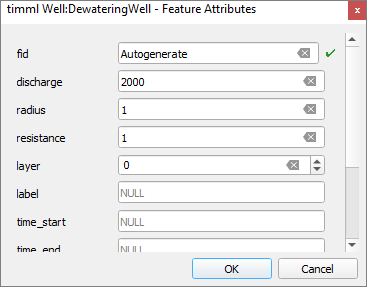 timml Well:DewateringWell - Feature Attributes
fid Autogenerate
discharge 2000
radius 1
resistance 1
layer 0
label NULL
time_start NULL
time_end NULL
OK Cancel